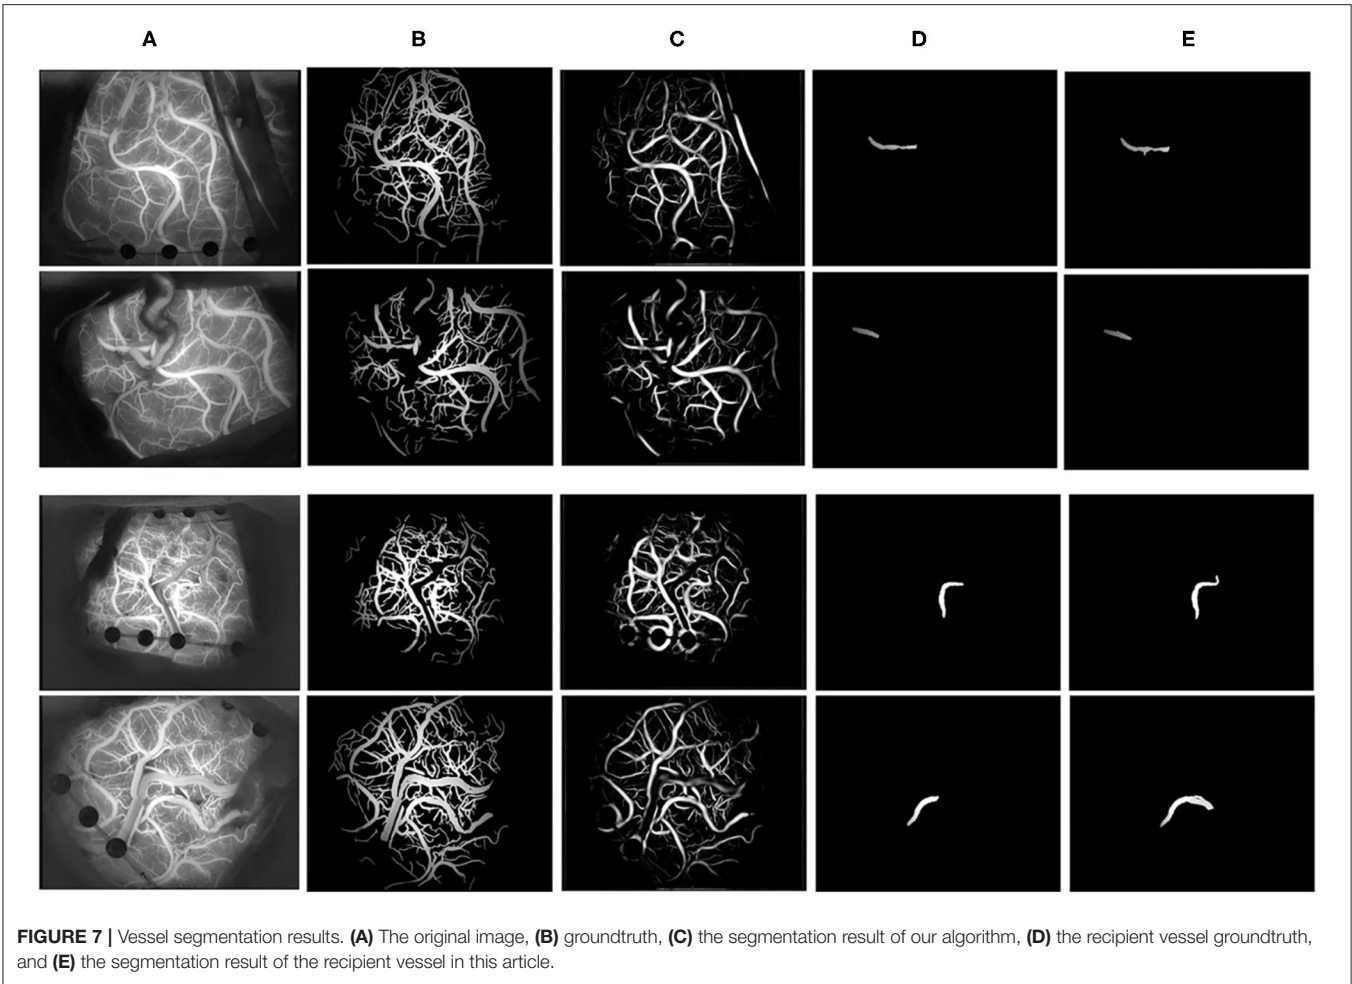 A B C D E
FIGURE 7 | Vessel segmentation results. (A) The original image, (B) groundtruth, (C) the segmentation result of our algorithm, (D) the recipient vessel groundtruth,
and (E) the segmentation result of the recipient vessel in this article.